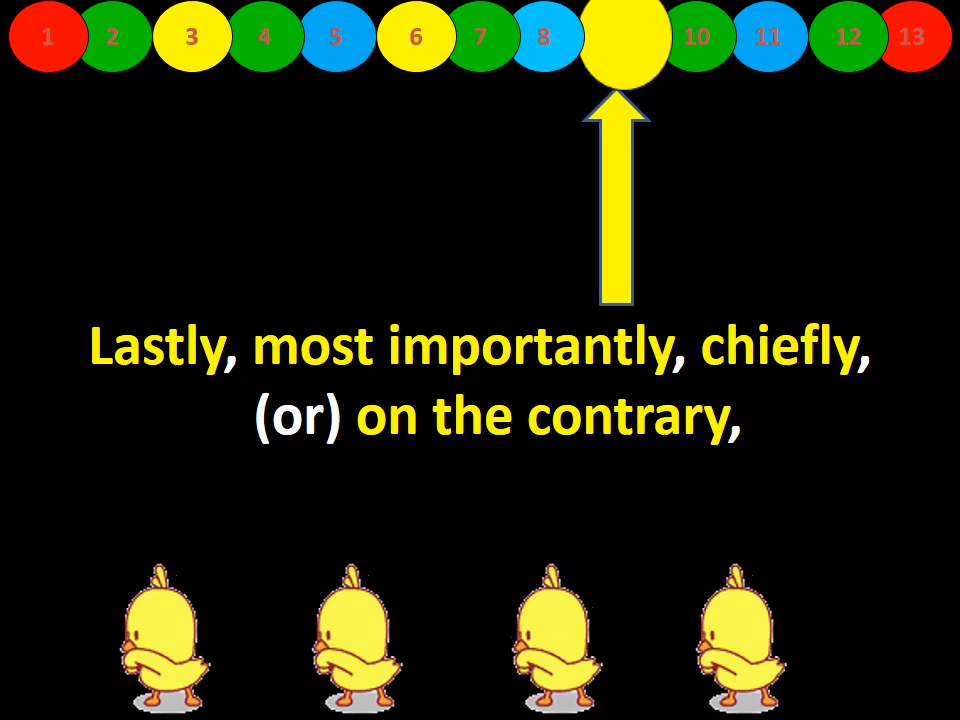 1 2 3 4 5 6 7 8 10 11 12 13
Lastly, most importantly, chiefly,
(or) on the contrary,